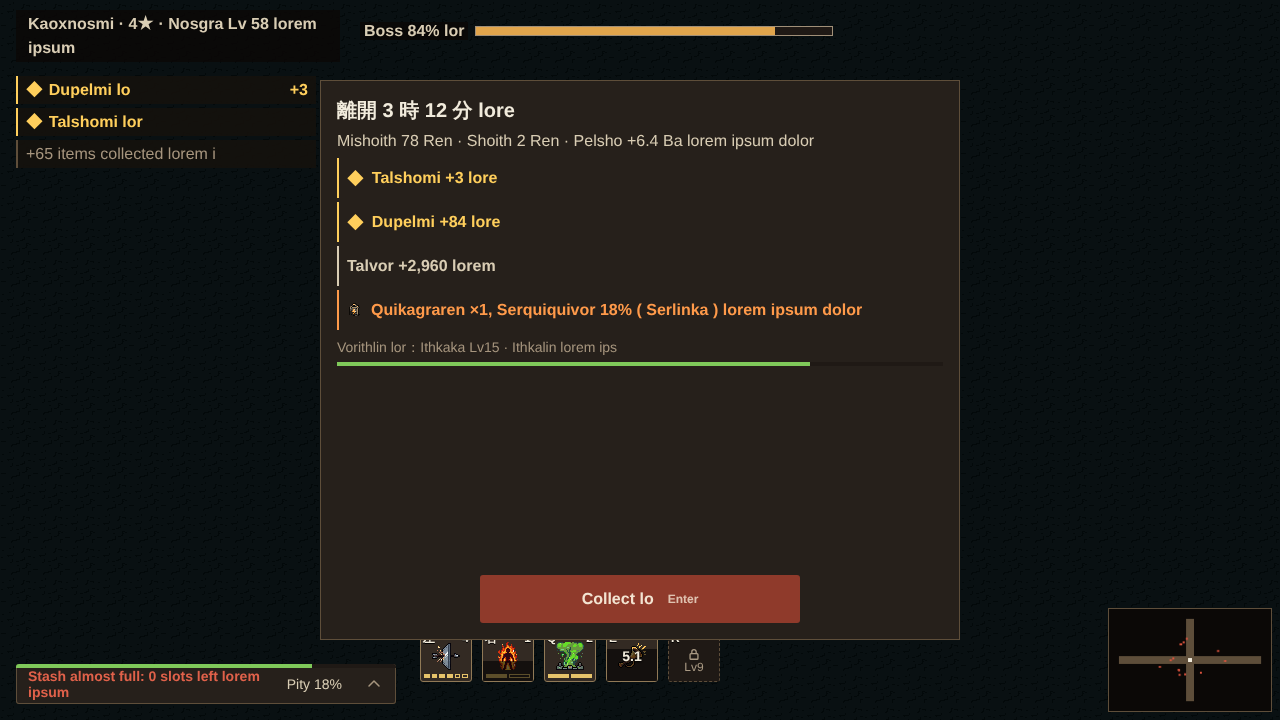 Kaoxnosmi · 4★ · Nosgra Lv 58 lorem
ipsum
Boss 84% lor
Dupelmi lo +3
Talshomi lor
+65 items collected lorem i
離開 3 時 12 分 lore
Mishoith 78 Ren · Shoith 2 Ren · Pelsho +6.4 Ba lorem ipsum dolor
Talshomi +3 lore
Dupelmi +84 lore
Talvor +2,960 lorem
Quikagraren ×1, Serquiquivor 18% ( Serlinka ) lorem ipsum dolor
Vorithlin lor：Ithkaka Lv15 · Ithkalin lorem ips
Collect lo Enter
5.1
Lv9
Stash almost full: 0 slots left lorem
ipsum
Pity 18%